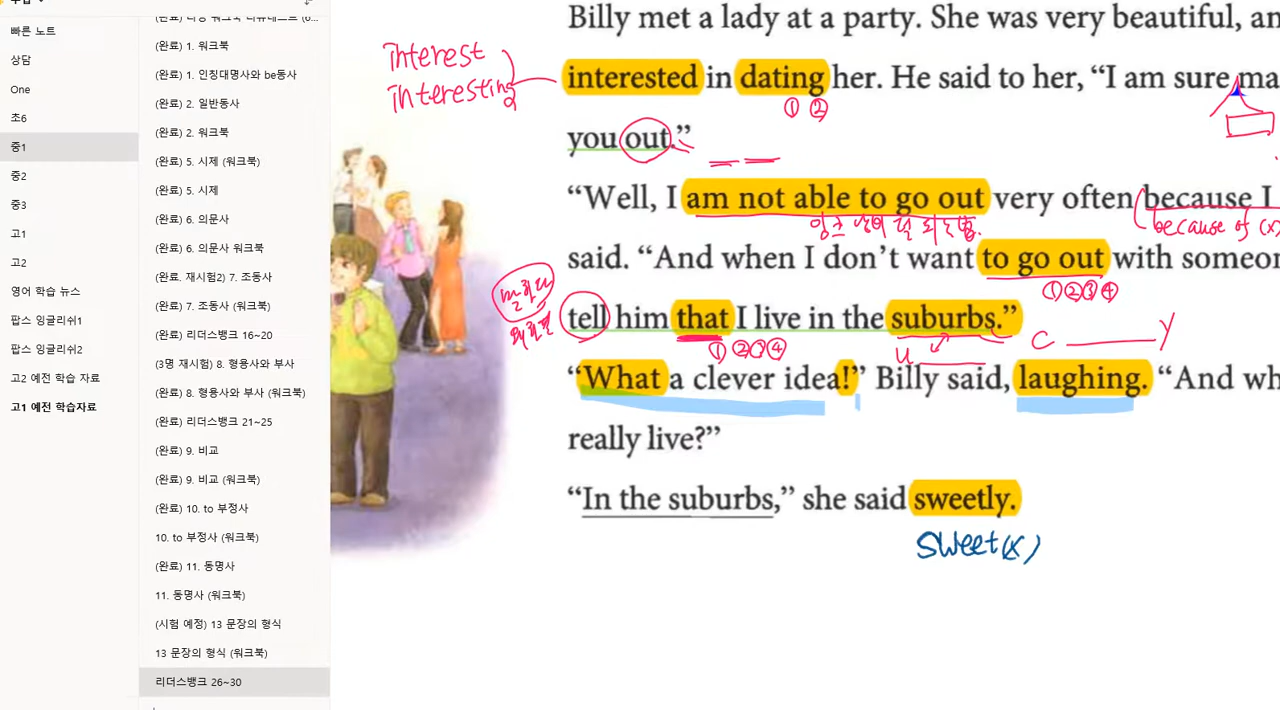 빠른 노트
상담
One
초6
중1
중2
중3
고1
고2
영어 학습 뉴스
팝스 잉글리쉬1
팝스 잉글리쉬2
고2 예전 학습 자료
고1 예전 학습자료
(완료) 1. 워크북
(완료) 1. 인칭대명사와 be동사
(완료) 2. 일반동사
(완료) 2. 워크북
(완료) 5. 시제 (워크북)
(완료) 5. 시제
(완료) 6. 의문사
(완료) 6. 의문사 워크북
(완료. 재시험2) 7. 조동사
(완료) 7. 조동사 (워크북)
(완료) 리더스뱅크 16~20
(3명 재시험) 8. 형용사와 부사
(완료) 8. 형용사와 부사 (워크북)
(완료) 리더스뱅크 21~25
(완료) 9. 비교
(완료) 9. 비교 (워크북)
(완료) 10. to 부정사
10. to 부정사 (워크북)
(완료) 11. 동명사
11. 동명사 (워크북)
(시험 예정) 13 문장의 형식
13 문장의 형식 (워크북)
리더스뱅크 26~30
Billy met a lady at a party. She was very beautiful, an
interest
interesting
interested in dating her. He said to her, “I am sure ma
① ②
you out.”
“Well, I am not able to go out very often because I
because of (x)
said. “And when I don’t want to go out with someon
①②③④
tell him that I live in the suburbs.”
① ②③④
u
c y
“What a clever idea!” Billy said, laughing. “And wh
really live?”
“In the suburbs,” she said sweetly.
sweet(x)